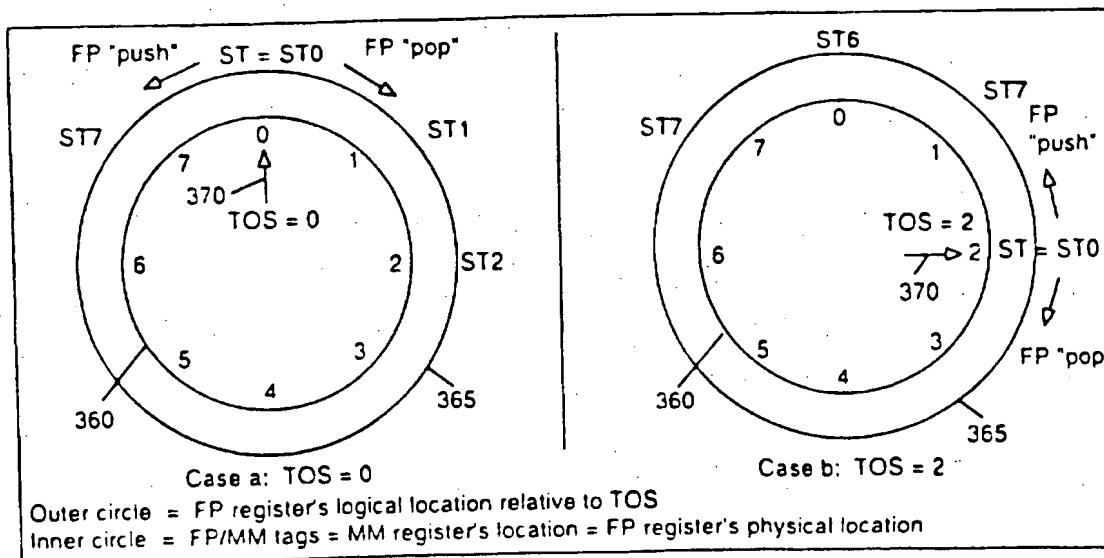 FP "push"
ST = ST0
FP "pop"
ST7
ST1
0
7
1
370
TOS = 0
6
2
ST2
5
3
4
360
365
Case a: TOS = 0
ST6
ST7
ST7
FP
"push"
0
7
1
TOS = 2
6
2
ST = ST0
370
5
3
4
FP "pop
360
365
Case b: TOS = 2
Outer circle = FP register's logical location relative to TOS
Inner circle = FP/MM tags = MM register's location = FP register's physical location